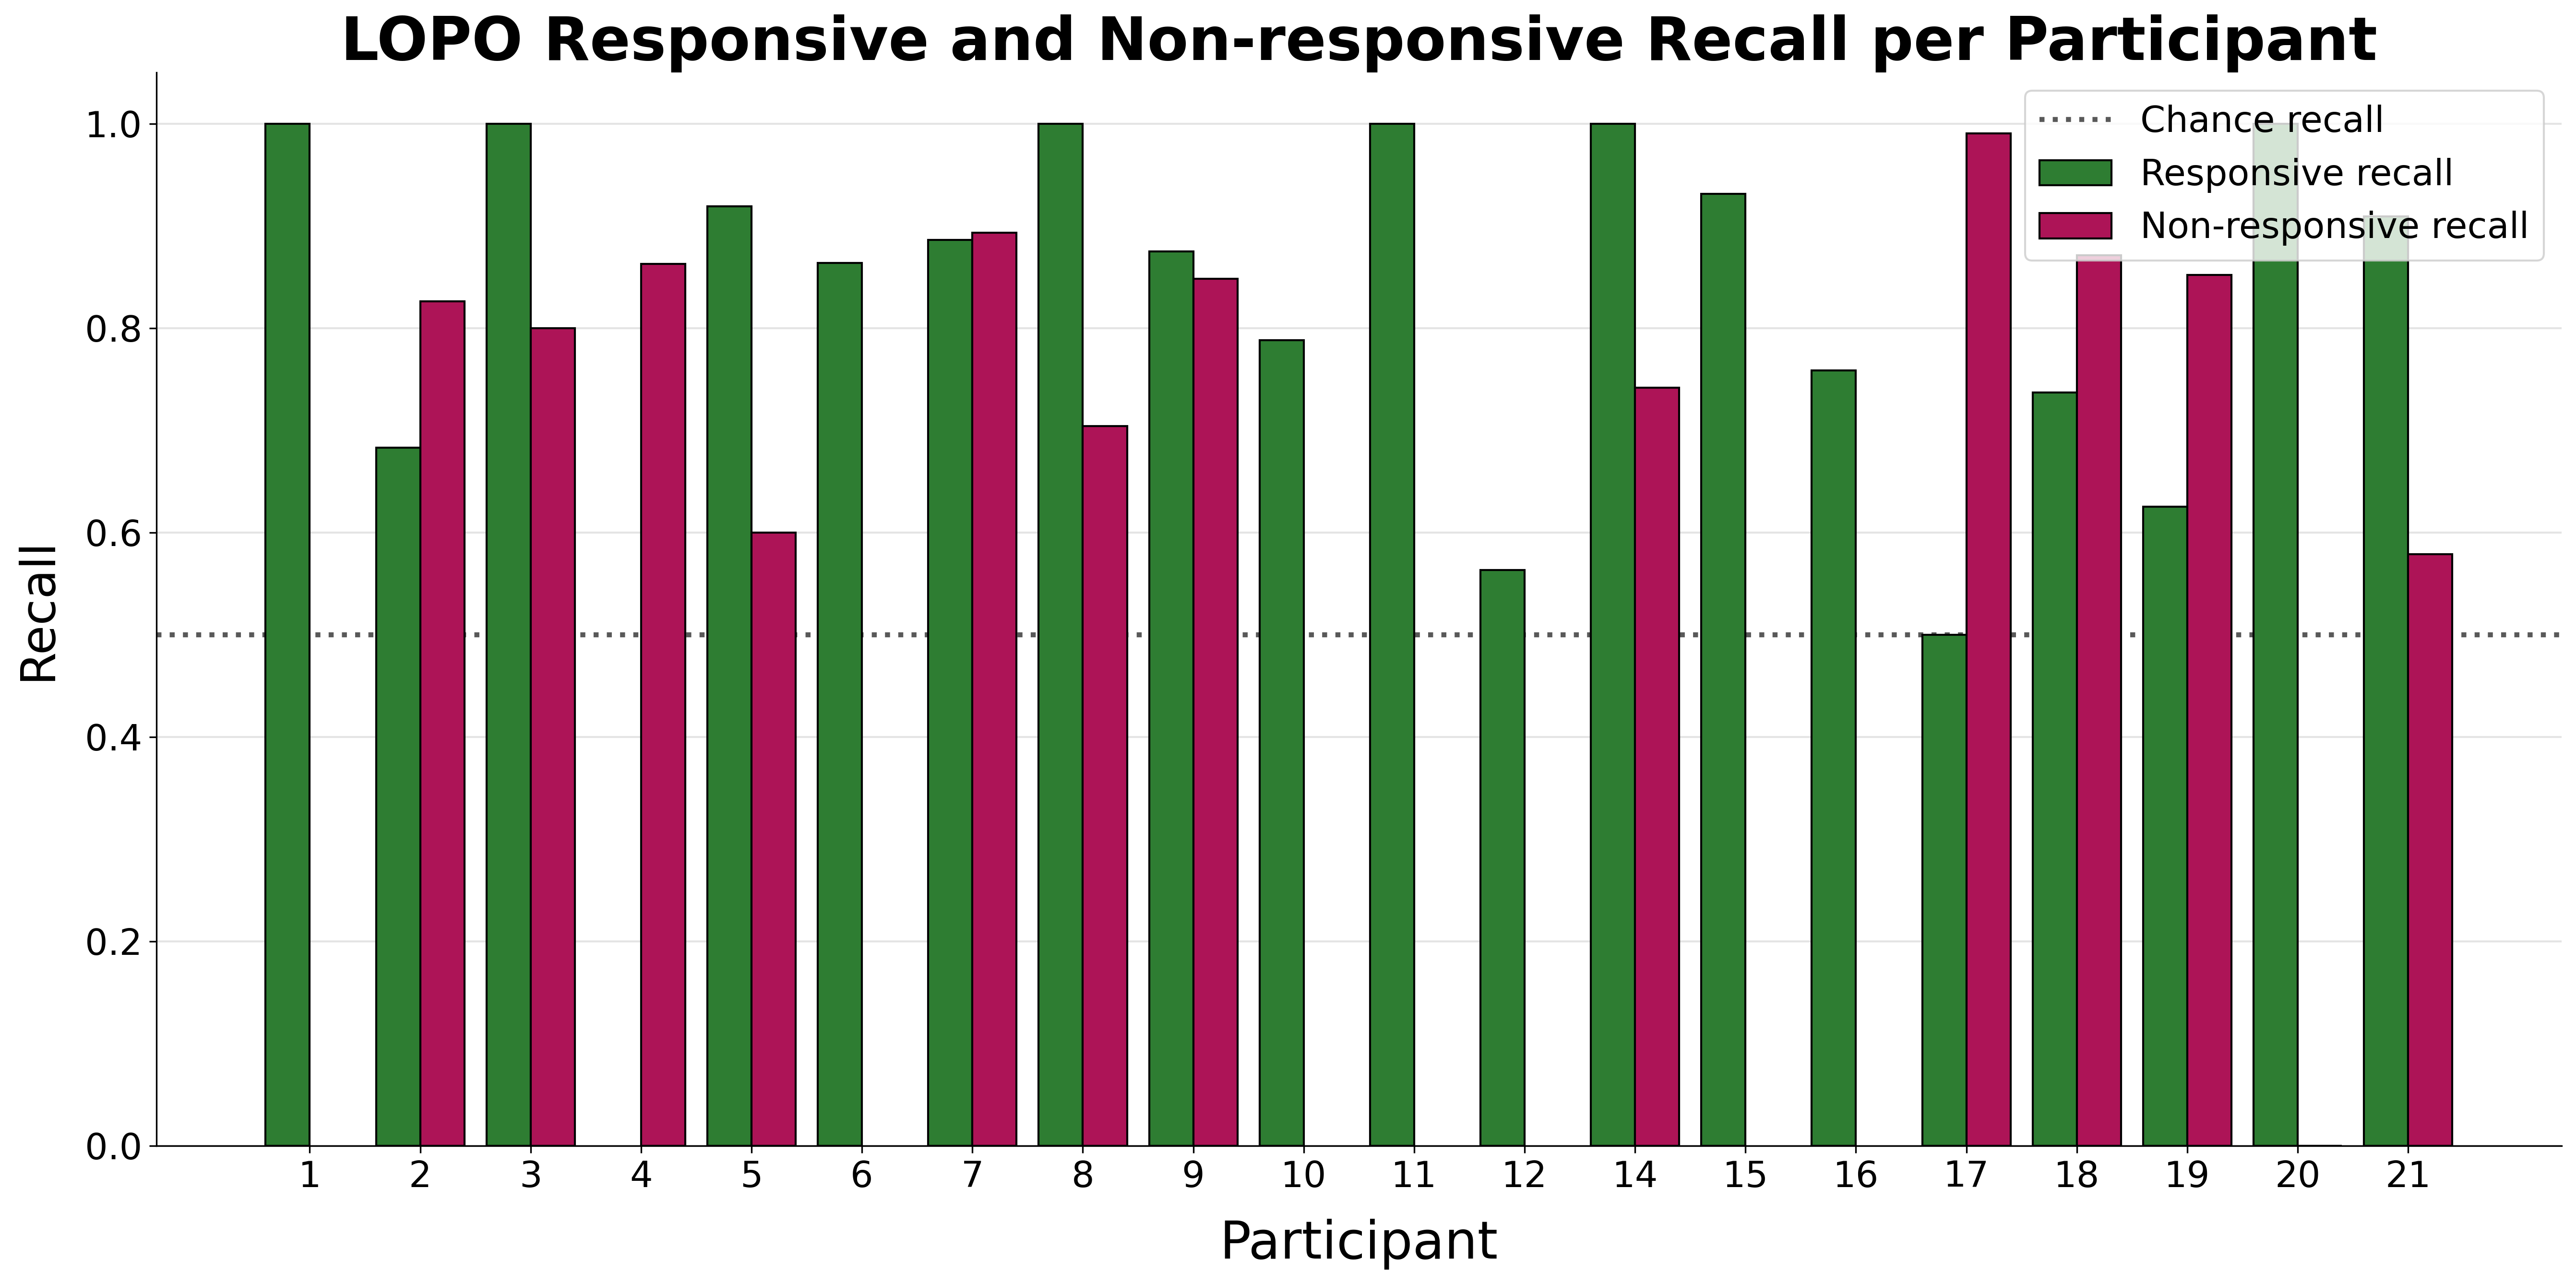 LOPO Responsive and Non-responsive Recall per Participant
Chance recall
Responsive recall
Non-responsive recall
Recall
1.0
0.8
0.6
0.4
0.2
0.0
1 2 3 4 5 6 7 8 9 10 11 12 14 15 16 17 18 19 20 21
Participant